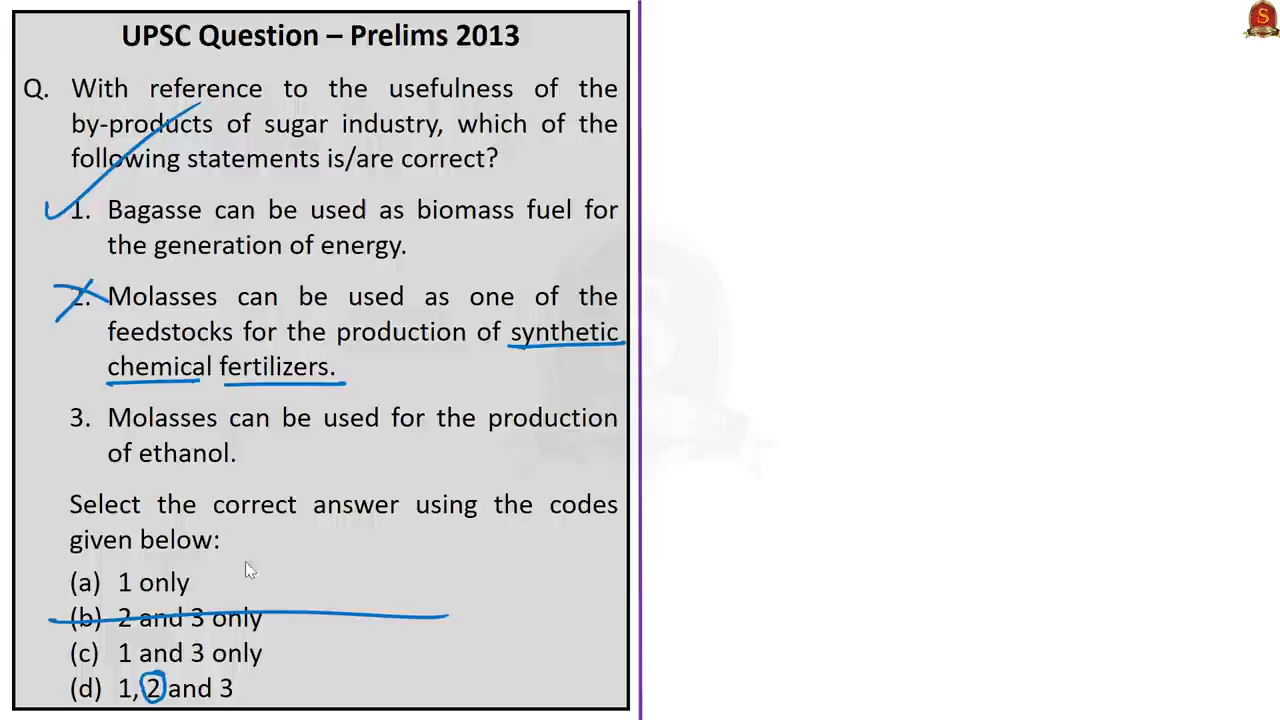 UPSC Question – Prelims 2013
Q. With reference to the usefulness of the
by-products of sugar industry, which of the
following statements is/are correct?
1. Bagasse can be used as biomass fuel for
the generation of energy.
2. Molasses can be used as one of the
feedstocks for the production of synthetic
chemical fertilizers.
3. Molasses can be used for the production
of ethanol.
Select the correct answer using the codes
given below:
(a) 1 only
(b) 2 and 3 only
(c) 1 and 3 only
(d) 1, 2 and 3
S